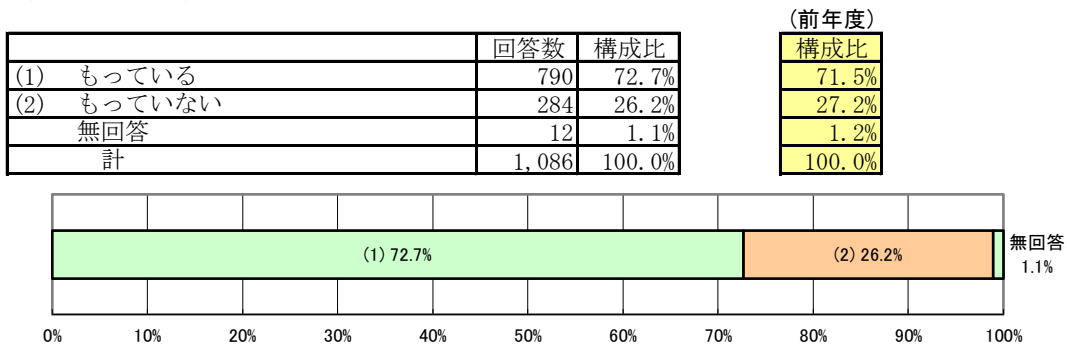 (前年度)
回答数 構成比 構成比
(1) もっている 790 72.7% 71.5%
(2) もっていない 284 26.2% 27.2%
無回答 12 1.1% 1.2%
計 1,086 100.0% 100.0%
(1) 72.7% (2) 26.2% 無回答
1.1%
0% 10% 20% 30% 40% 50% 60% 70% 80% 90% 100%